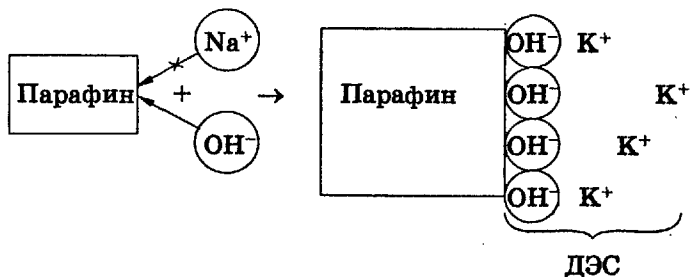 Na⁺
Парафин
+
→
OH⁻
Парафин
OH⁻ K⁺
OH⁻ K⁺
OH⁻ K⁺
OH⁻ K⁺
ДЭС